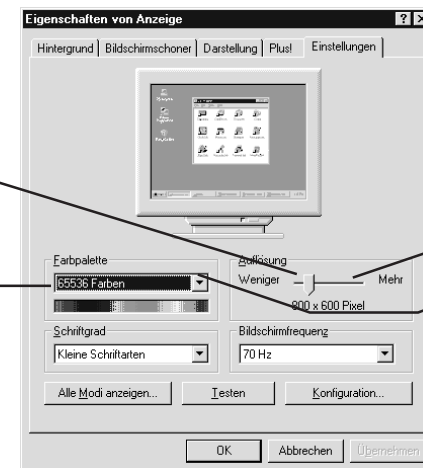 Eigenschaften von Anzeige
Hintergrund Bildschirmschoner Darstellung Plus! Einstellungen
Farbpalette
65536 Farben
Auflösung
Weniger Mehr
800 x 600 Pixel
Schriftgrad
Kleine Schriftarten
Bildschirmfrequenz
70 Hz
Alle Modi anzeigen... Testen Konfiguration...
OK Abbrechen Übernehmen